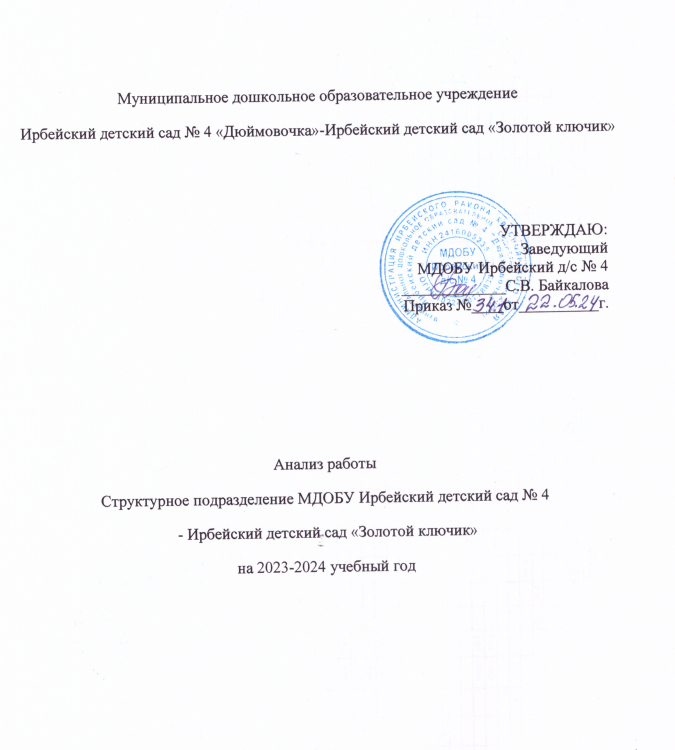 Муниципальное дошкольное образовательное учреждение
Ирбейский детский сад № 4 «Дюймовочка»-Ирбейский детский сад «Золотой ключик»
УТВЕРЖДАЮ:
Заведующий
МДОБУ Ирбейский д/с № 4
С.В. Байкалова
Приказ № 34.1 от 22.05.24 г.
МДОБУ
Анализ работы
Структурное подразделение МДОБУ Ирбейский детский сад № 4
- Ирбейский детский сад «Золотой ключик»
на 2023-2024 учебный год